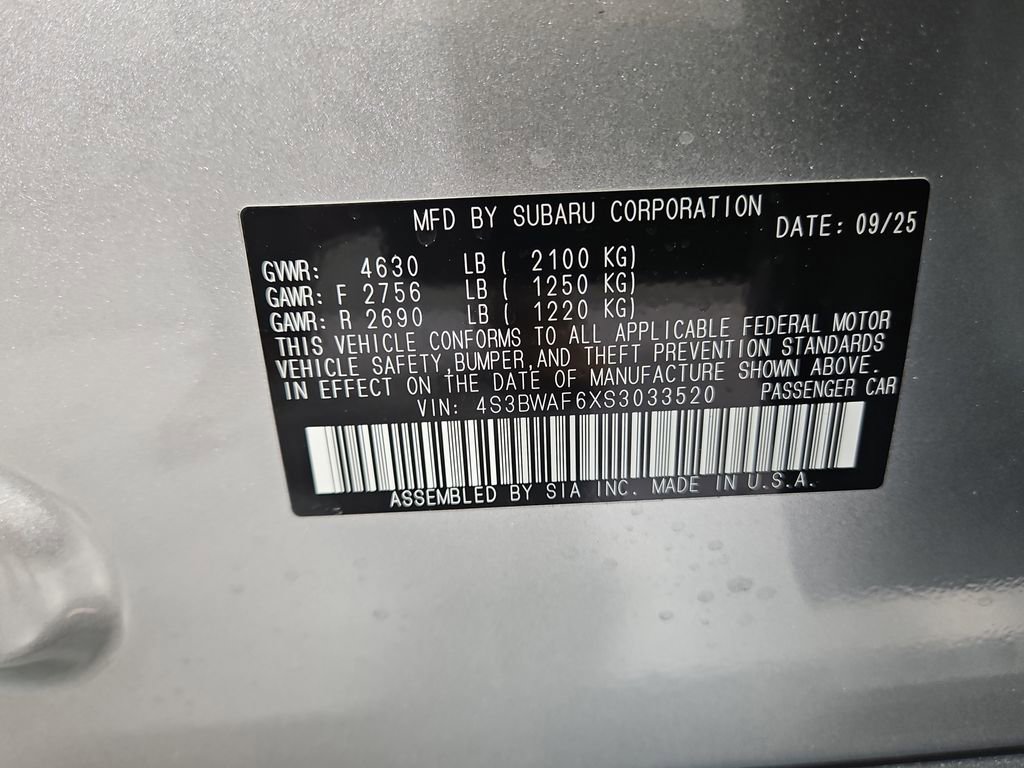 MFD BY SUBARU CORPORATION DATE: 09/25
GVWR: 4630 LB ( 2100 KG)
GAWR: F 2756 LB ( 1250 KG)
GAWR: R 2690 LB ( 1220 KG)
THIS VEHICLE CONFORMS TO ALL APPLICABLE FEDERAL MOTOR
VEHICLE SAFETY,BUMPER,AND THEFT PREVENTION STANDARDS
IN EFFECT ON THE DATE OF MANUFACTURE SHOWN ABOVE.
VIN: 4S3BWAF6XS3033520 PASSENGER CAR
ASSEMBLED BY SIA INC. MADE IN U.S.A.